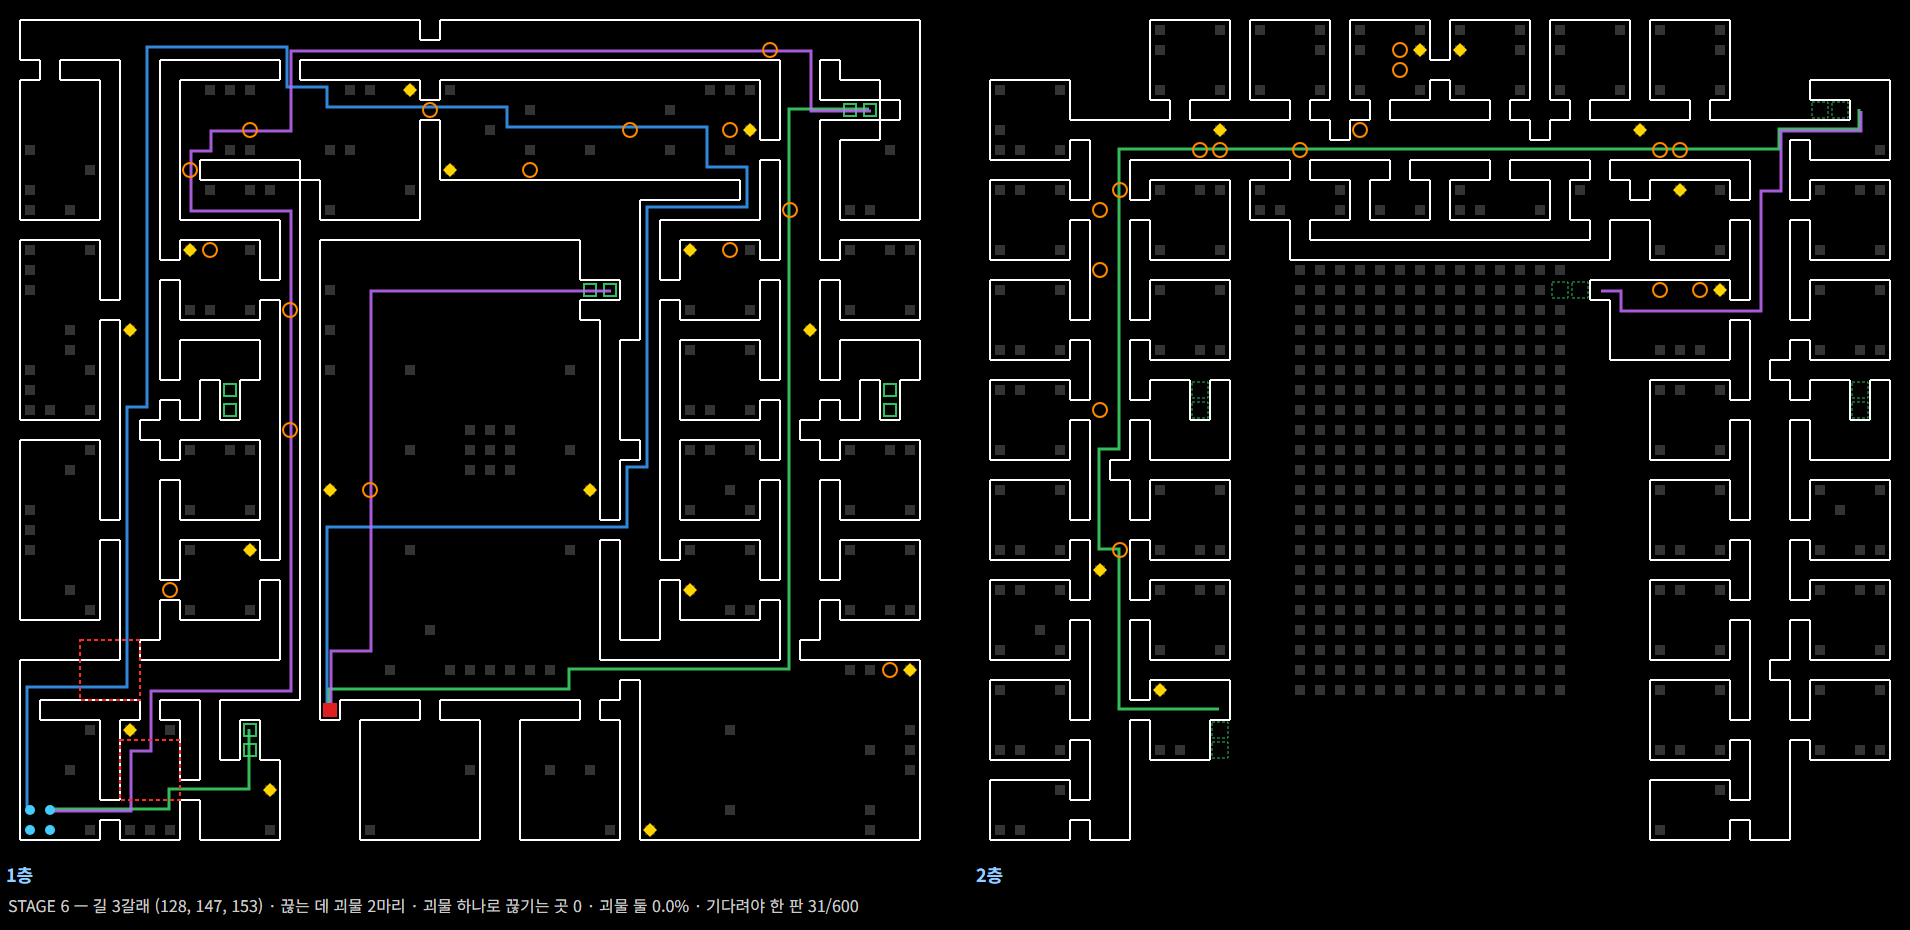 1층
2층
STAGE 6 — 길 3갈래 (128, 147, 153) · 끊는 데 괴물 2마리 · 괴물 하나로 끊기는 곳 0 · 괴물 둘 0.0% · 기다려야 한 판 31/600